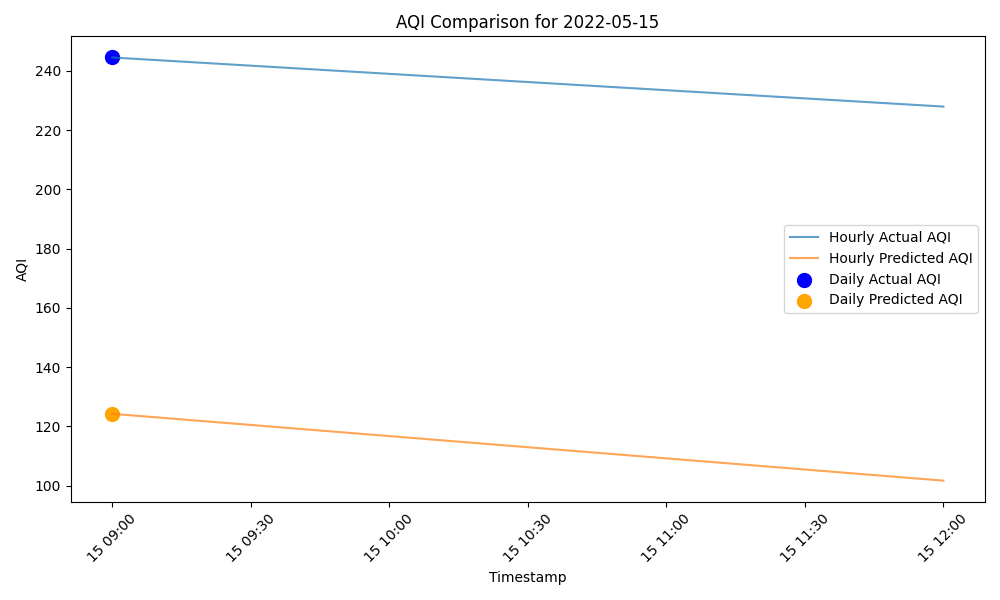 AQI Comparison for 2022-05-15
AQI
240
220
200
180
160
140
120
100
Hourly Actual AQI
Hourly Predicted AQI
Daily Actual AQI
Daily Predicted AQI
15 09:00
15 09:30
15 10:00
15 10:30
15 11:00
15 11:30
15 12:00
Timestamp